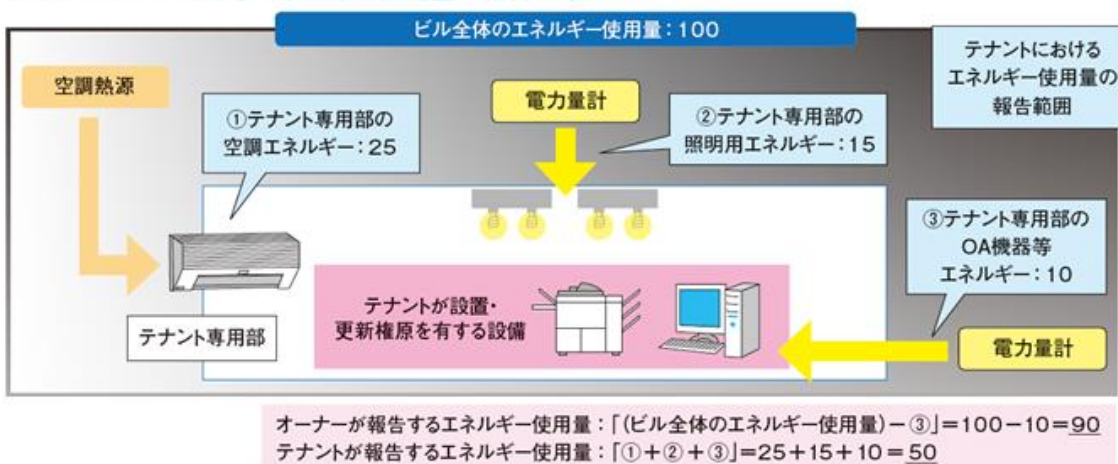 ビル全体のエネルギー使用量：100
テナントにおける
エネルギー使用量の
報告範囲
空調熱源
①テナント専用部の
空調エネルギー：25
電力量計
②テナント専用部の
照明用エネルギー：15
③テナント専用部の
OA機器等
エネルギー：10
テナントが設置・
更新権原を有する設備
テナント専用部
電力量計
オーナーが報告するエネルギー使用量：「（ビル全体のエネルギー使用量）－③」＝100－10＝90
テナントが報告するエネルギー使用量：「①＋②＋③」＝25＋15＋10＝50